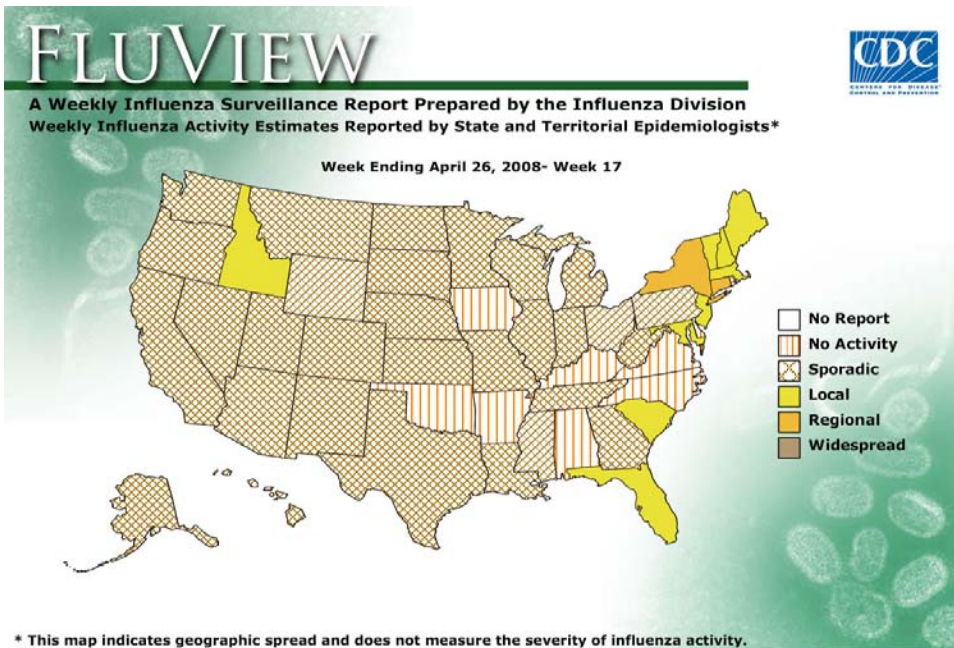 FLUVIEW
CDC
CENTERS FOR DISEASE
CONTROL AND PREVENTION
A Weekly Influenza Surveillance Report Prepared by the Influenza Division
Weekly Influenza Activity Estimates Reported by State and Territorial Epidemiologists*
Week Ending April 26, 2008- Week 17
No Report
No Activity
Sporadic
Local
Regional
Widespread
* This map indicates geographic spread and does not measure the severity of influenza activity.